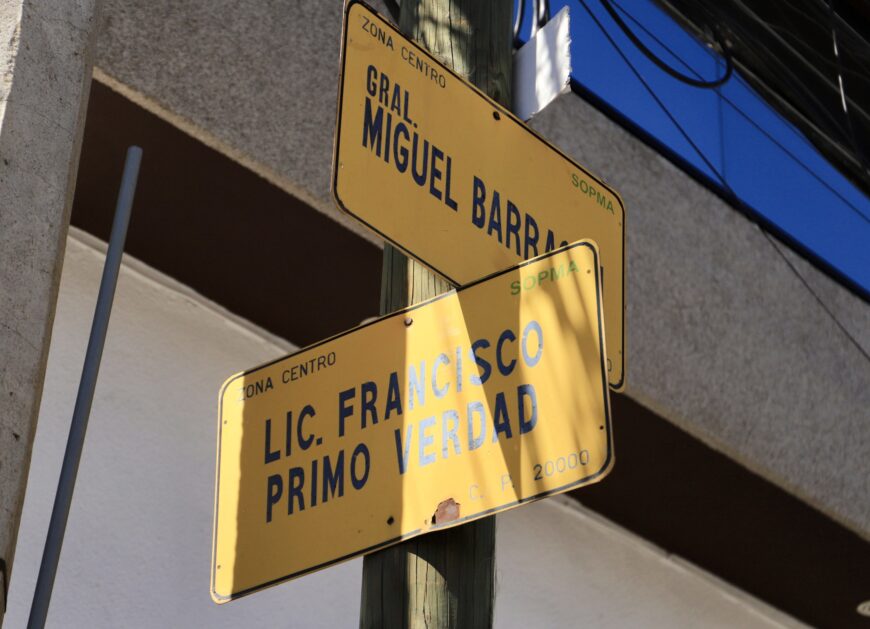 ZONA CENTRO
GRAL.
MIGUEL
SOPMA
SOPMA
ZONA CENTRO
LIC. FRANCISCO
PRIMO VERDAD
C. P. 20000